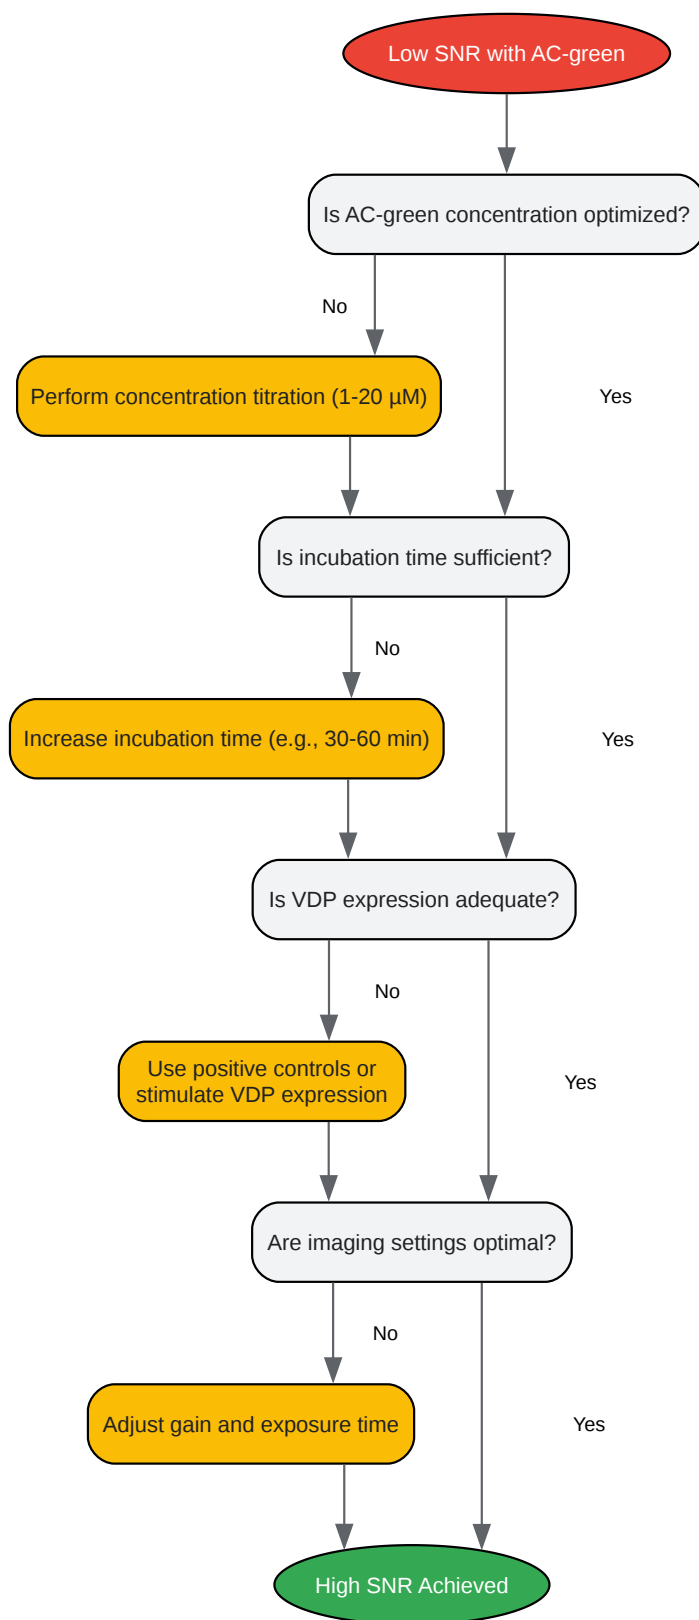 Low SNR with AC-green
Is AC-green concentration optimized?
No
Perform concentration titration (1-20 µM)
Yes
Is incubation time sufficient?
No
Increase incubation time (e.g., 30-60 min)
Yes
Is VDP expression adequate?
No
Use positive controls or
stimulate VDP expression
Yes
Are imaging settings optimal?
No
Adjust gain and exposure time
Yes
High SNR Achieved